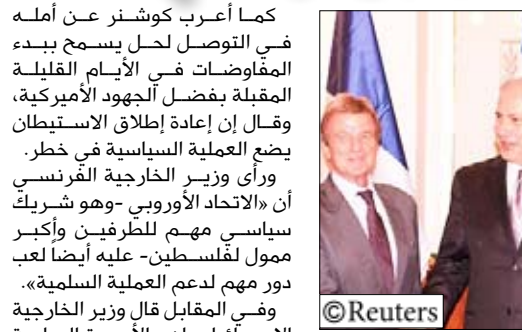 كما أعرب كوشنر عن أمله
في التوصل لحل يسمح ببدء
المفاوضات في الأيام القليلة
المقبلة بفضل الجهود الأميركية،
وقال إن إعادة إطلاق الاستيطان
يضع العملية السياسية في خطر.
ورأى وزير الخارجية الفرنسي
أن «الاتحاد الأوروبي -وهو شريك
سياسي مهم للطرفين وأكبر
ممول لفلسطين- عليه أيضاً لعب
دور مهم لدعم العملية السلمية».
وفي المقابل قال وزير الخارجية
©Reuters